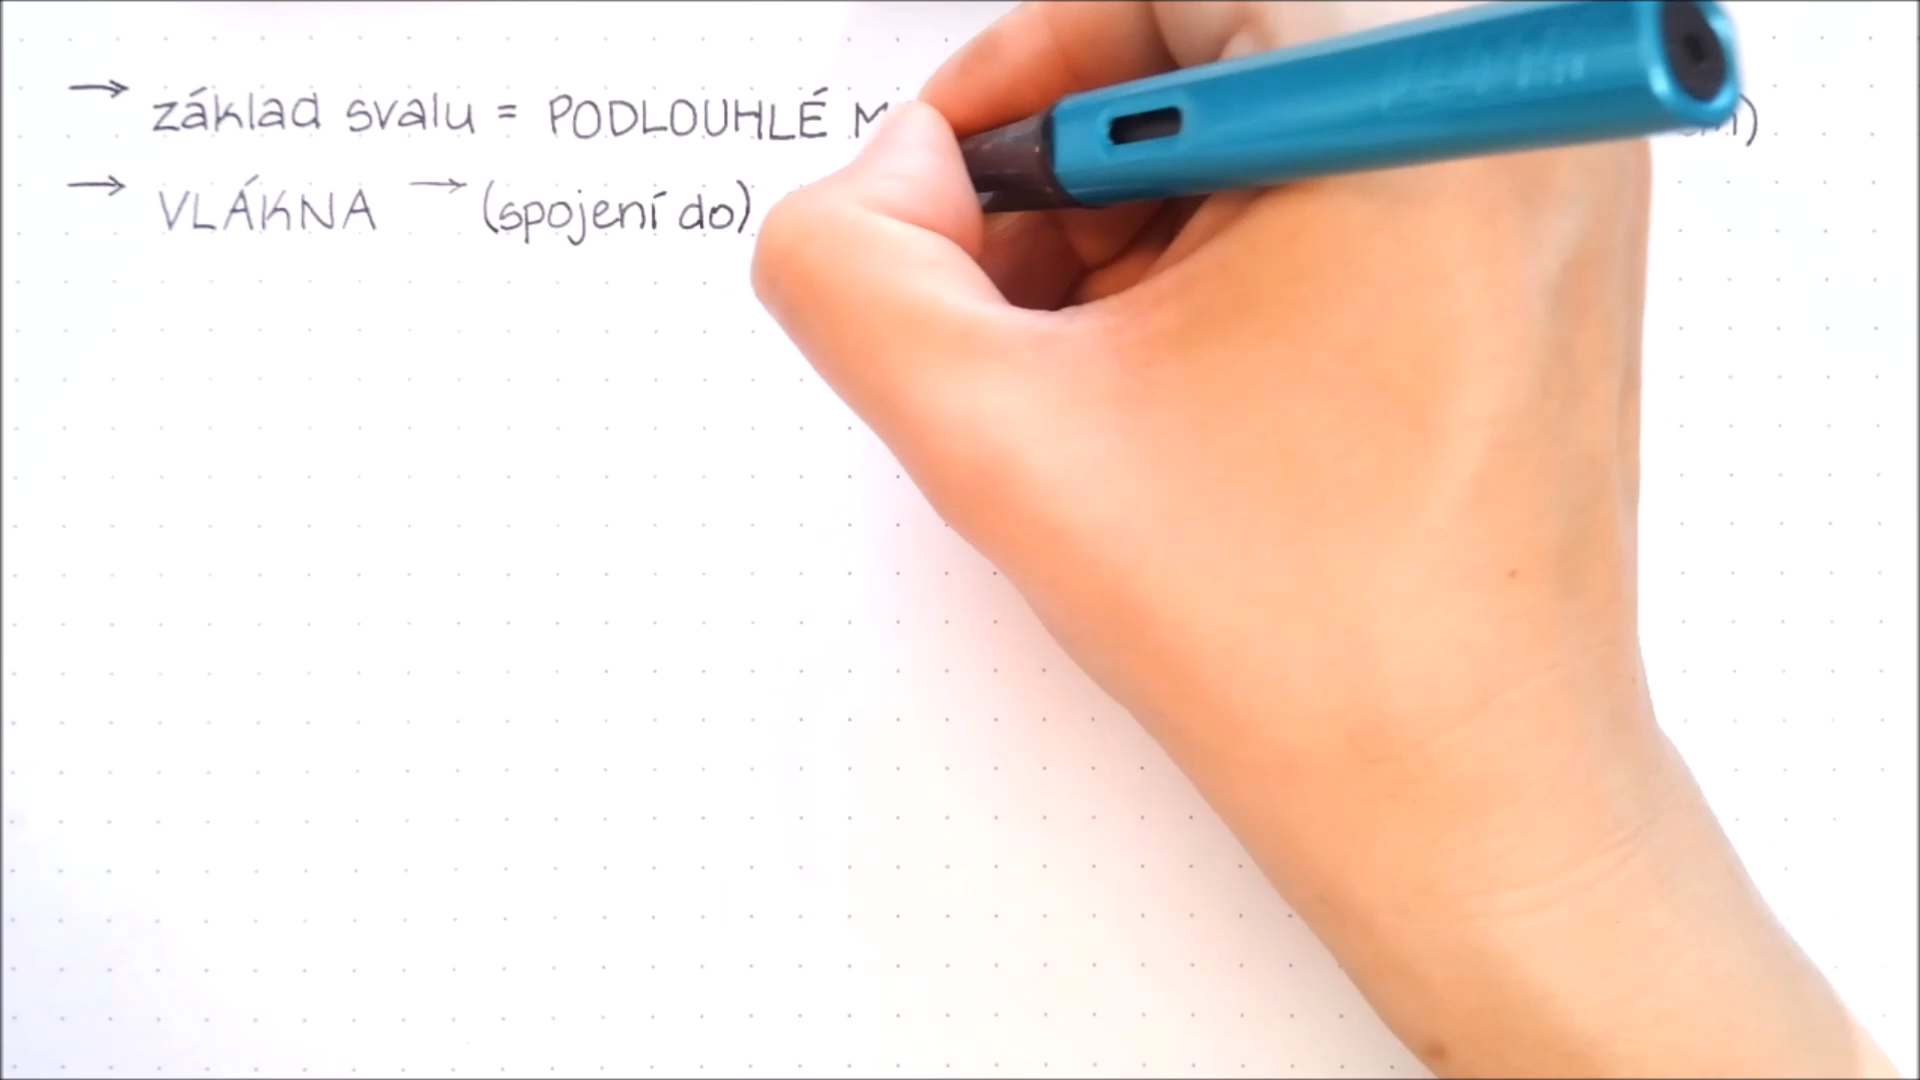 → základ svalu = PODLOUHLÉ
→ VLÁKNA → (spojení do)